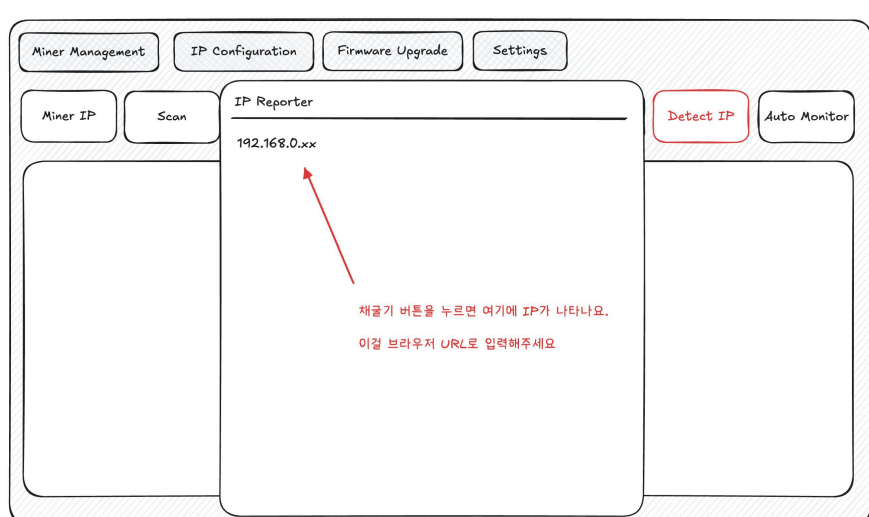 Miner Management
IP Configuration
Firmware Upgrade
Settings
Miner IP
Scan
Detect IP
Auto Monitor
IP Reporter
192.168.0.xx
채굴기 버튼을 누르면 여기에 IP가 나타나요.
이걸 브라우저 URL로 입력해주세요